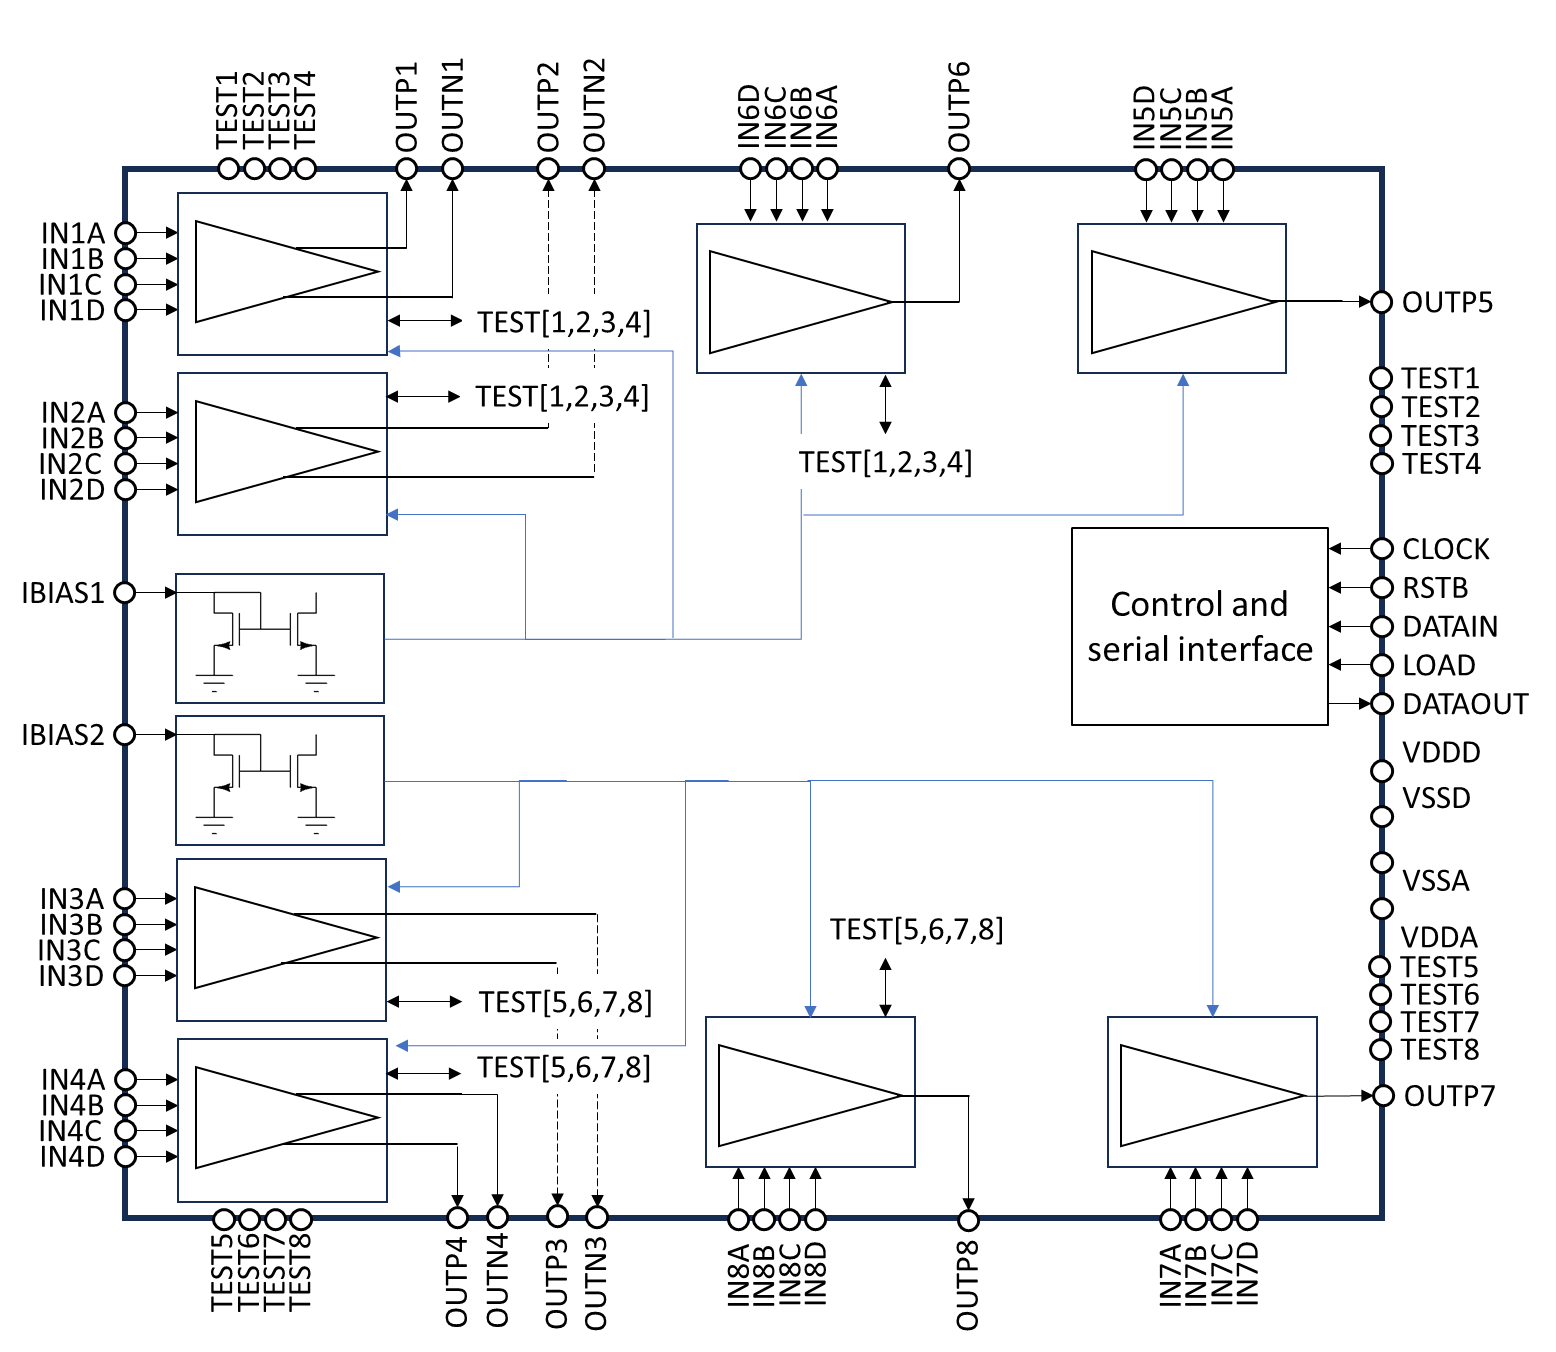 TEST1
TEST2
TEST3
TEST4
OUTP1
OUTN1
OUTP2
OUTN2
IN6D
IN6C
IN6B
IN6A
OUTP6
IN5D
IN5C
IN5B
IN5A
IN1A
IN1B
IN1C
IN1D
TEST[1,2,3,4]
OUTP5
TEST[1,2,3,4]
IN2A
IN2B
IN2C
IN2D
TEST[1,2,3,4]
TEST1
TEST2
TEST3
TEST4
IBIAS1
Control and
serial interface
CLOCK
RSTB
DATAIN
LOAD
DATAOUT
IBIAS2
VDDD
VSSD
VSSA
VDDA
IN3A
IN3B
IN3C
IN3D
TEST[5,6,7,8]
TEST[5,6,7,8]
TEST5
TEST6
TEST7
TEST8
TEST[5,6,7,8]
IN4A
IN4B
IN4C
IN4D
OUTP7
TEST5
TEST6
TEST7
TEST8
OUTP4
OUTN4
OUTP3
OUTN3
IN8A
IN8B
IN8C
IN8D
OUTP8
IN7A
IN7B
IN7C
IN7D